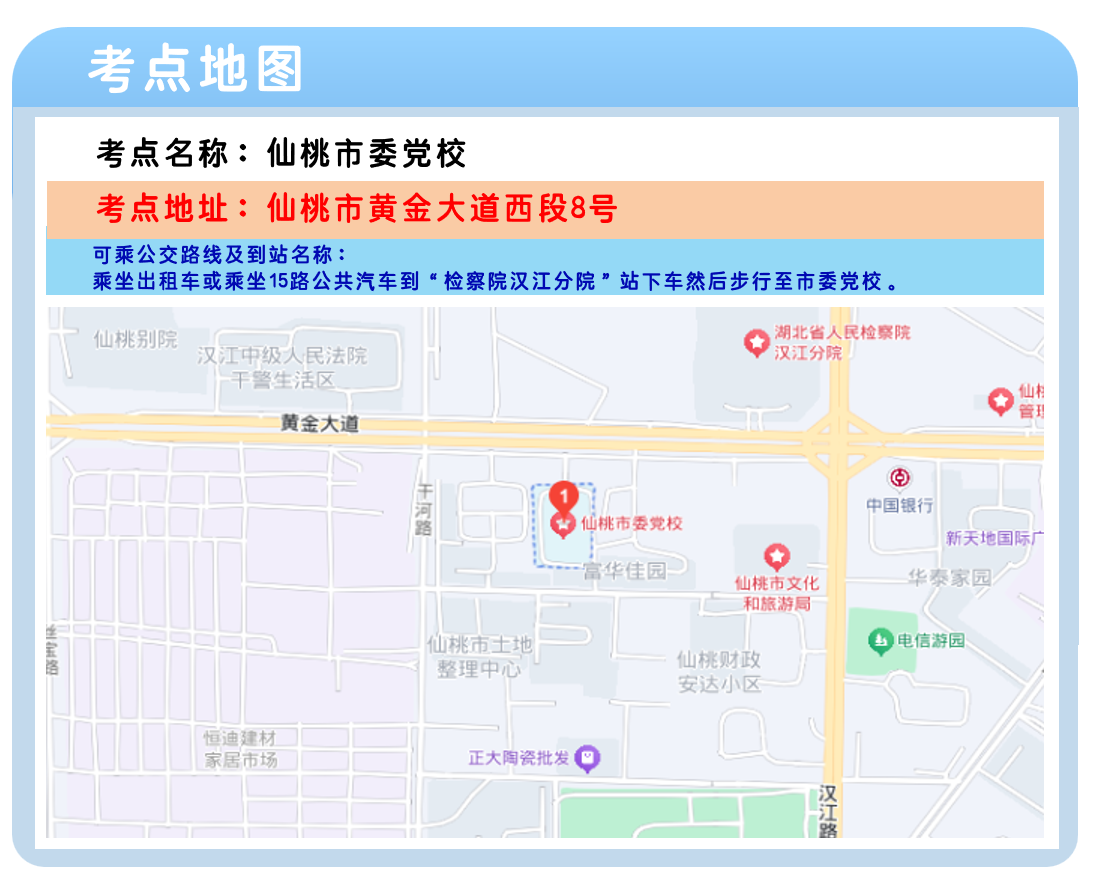 考点地图
考点名称：仙桃市委党校
考点地址：仙桃市黄金大道西段8号
可乘公交路线及到站名称：
乘坐出租车或乘坐15路公共汽车到“检察院汉江分院”站下车然后步行至市委党校。
仙桃别院
汉江中级人民法院
干警生活区
湖北省人民检察院
汉江分院
仙桃
管理
黄金大道
干河路
1
仙桃市委党校
中国银行
新天地国际广
富华佳园
仙桃市文化
和旅游局
华泰家园
丝宝路
仙桃市土地
整理中心
电信游园
仙桃财政
安达小区
恒迪建材
家居市场
正大陶瓷批发
汉江路